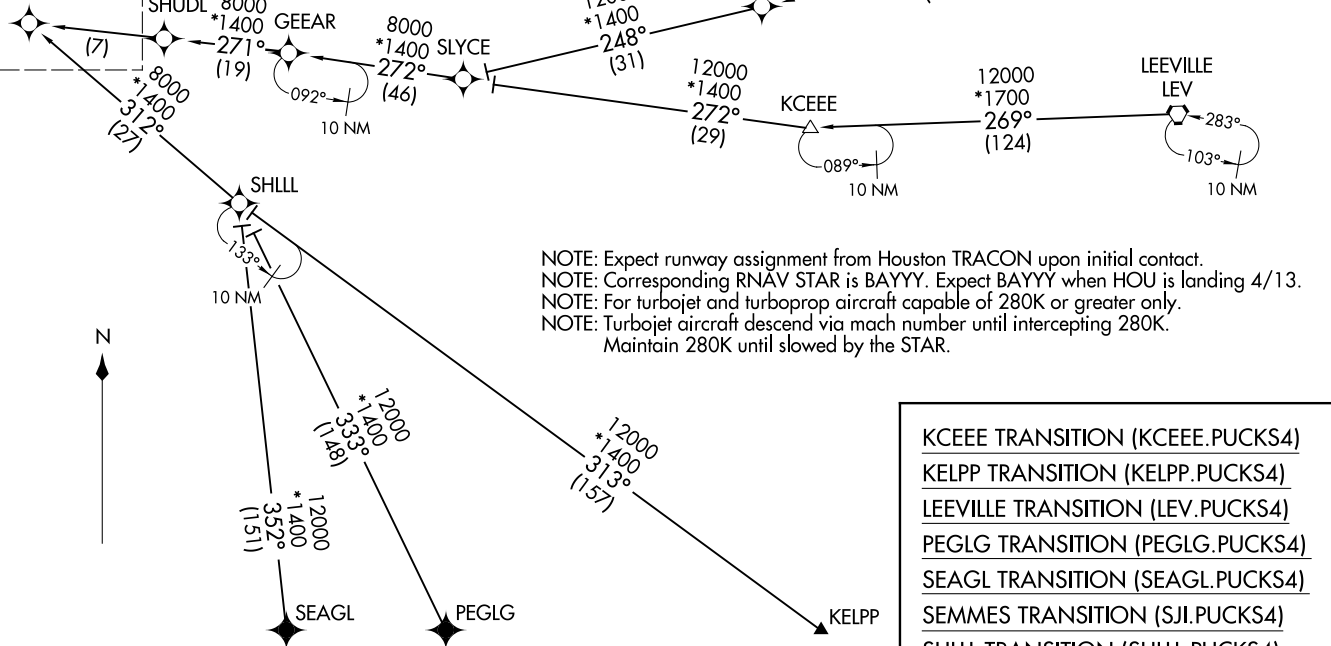 SHUDL
8000
*1400
271°
(19)
GEEAR
8000
*1400
272°
(46)
SLYCE
*1400
248°
(31)
(7)
092°
10 NM
12000
*1400
272°
(29)
KCEEE
12000
*1700
269°
(124)
LEEVILLE
LEV
283°
103°
10 NM
089°
10 NM
8000
*1400
312°
(27)
SHLLL
133°
10 NM
NOTE: Expect runway assignment from Houston TRACON upon initial contact.
NOTE: Corresponding RNAV STAR is BAYYY. Expect BAYYY when HOU is landing 4/13.
NOTE: For turbojet and turboprop aircraft capable of 280K or greater only.
NOTE: Turbojet aircraft descend via mach number until intercepting 280K.
Maintain 280K until slowed by the STAR.
N
12000
*1400
333°
(148)
12000
*1400
313°
(157)
12000
*1400
352°
(151)
SEAGL
PEGLG
KELPP
KCEEE TRANSITION (KCEEE.PUCKS4)
KELPP TRANSITION (KELPP.PUCKS4)
LEEVILLE TRANSITION (LEV.PUCKS4)
PEGLG TRANSITION (PEGLG.PUCKS4)
SEAGL TRANSITION (SEAGL.PUCKS4)
SEMMES TRANSITION (SJI.PUCKS4)